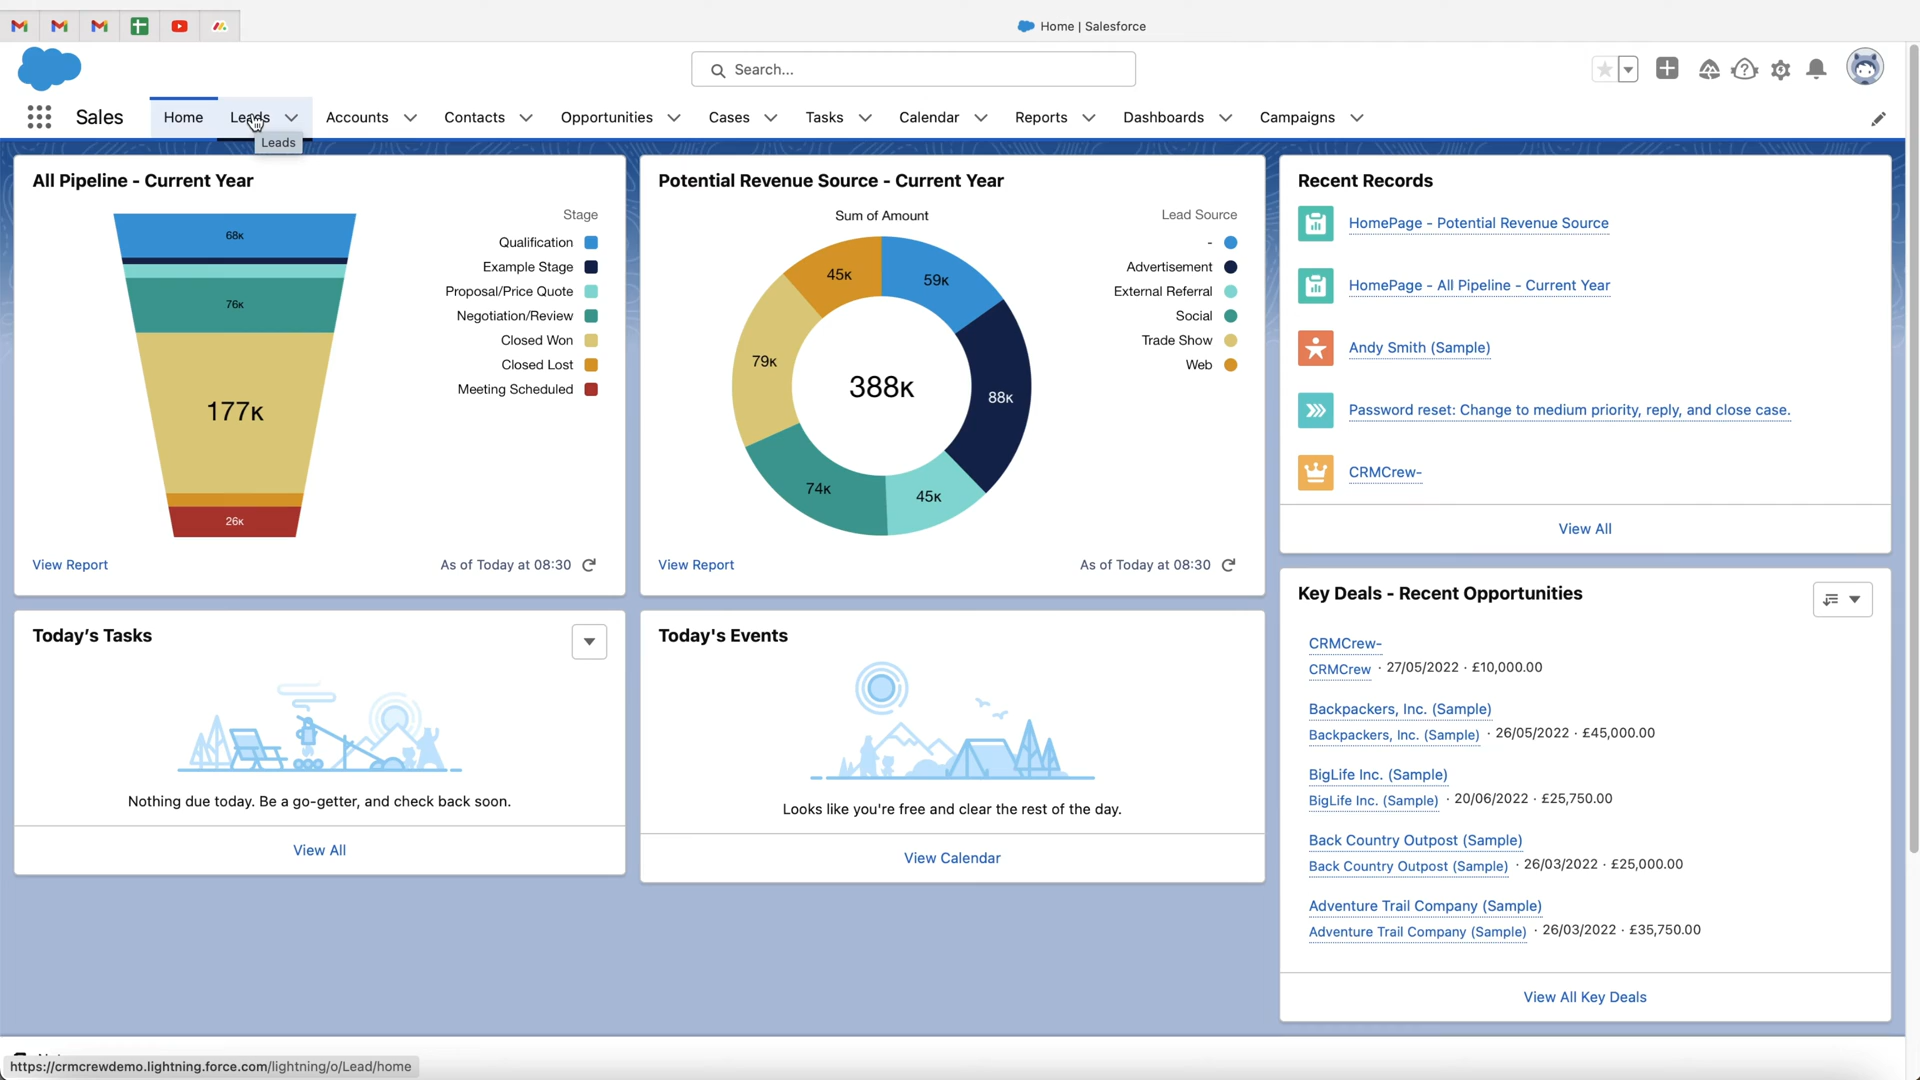 Home | Salesforce
Search...
Sales
Home
Leads
Accounts
Contacts
Opportunities
Cases
Tasks
Calendar
Reports
Dashboards
Campaigns
Leads
All Pipeline - Current Year
Stage
68K
76K
177K
26K
Qualification
Example Stage
Proposal/Price Quote
Negotiation/Review
Closed Won
Closed Lost
Meeting Scheduled
View Report
As of Today at 08:30
Potential Revenue Source - Current Year
Sum of Amount
Lead Source
45K
59K
79K
388K
88K
74K
45K
-
Advertisement
External Referral
Social
Trade Show
Web
View Report
As of Today at 08:30
Recent Records
HomePage - Potential Revenue Source
HomePage - All Pipeline - Current Year
Andy Smith (Sample)
Password reset: Change to medium priority, reply, and close case.
CRMCrew-
View All
Today's Tasks
Nothing due today. Be a go-getter, and check back soon.
View All
Today's Events
Looks like you're free and clear the rest of the day.
View Calendar
Key Deals - Recent Opportunities
CRMCrew-
CRMCrew · 27/05/2022 · £10,000.00
Backpackers, Inc. (Sample)
Backpackers, Inc. (Sample) · 26/05/2022 · £45,000.00
BigLife Inc. (Sample)
BigLife Inc. (Sample) · 20/06/2022 · £25,750.00
Back Country Outpost (Sample)
Back Country Outpost (Sample) · 26/03/2022 · £25,000.00
Adventure Trail Company (Sample)
Adventure Trail Company (Sample) · 26/03/2022 · £35,750.00
View All Key Deals
https://crmcrewdemo.lightning.force.com/lightning/o/Lead/home